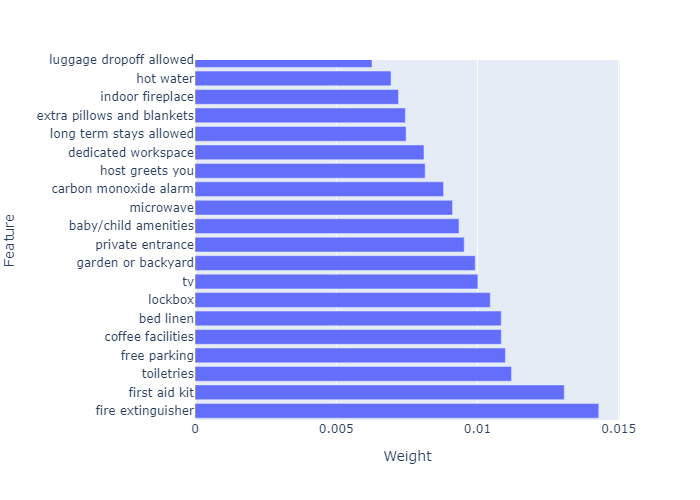 luggage dropoff allowed
hot water
indoor fireplace
extra pillows and blankets
long term stays allowed
dedicated workspace
host greets you
carbon monoxide alarm
microwave
baby/child amenities
private entrance
garden or backyard
tv
lockbox
bed linen
coffee facilities
free parking
toiletries
first aid kit
fire extinguisher
Feature
0 0.005 0.01 0.015
Weight